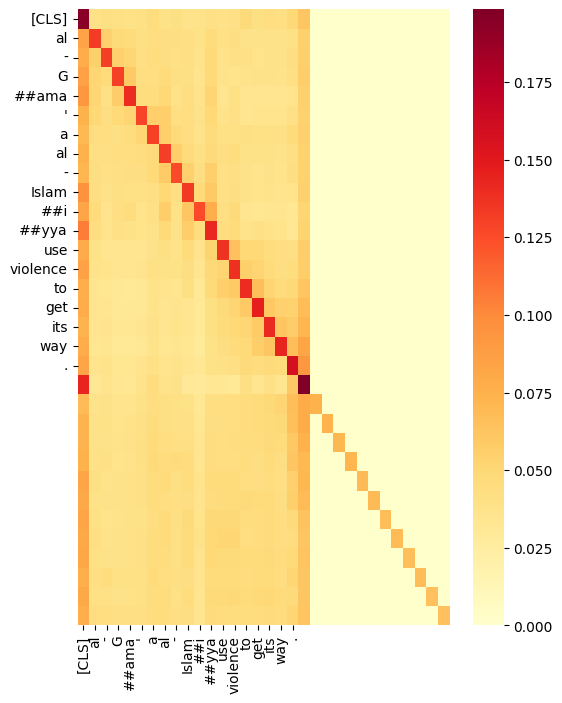 [CLS]
al
-
G
##ama
'
a
al
-
Islam
##i
##yya
use
violence
to
get
its
way
.
0.175
0.150
0.125
0.100
0.075
0.050
0.025
0.000
[CLS]
al
-
G
##ama
'
a
al
-
Islam
##i
##yya
use
violence
to
get
its
way
.